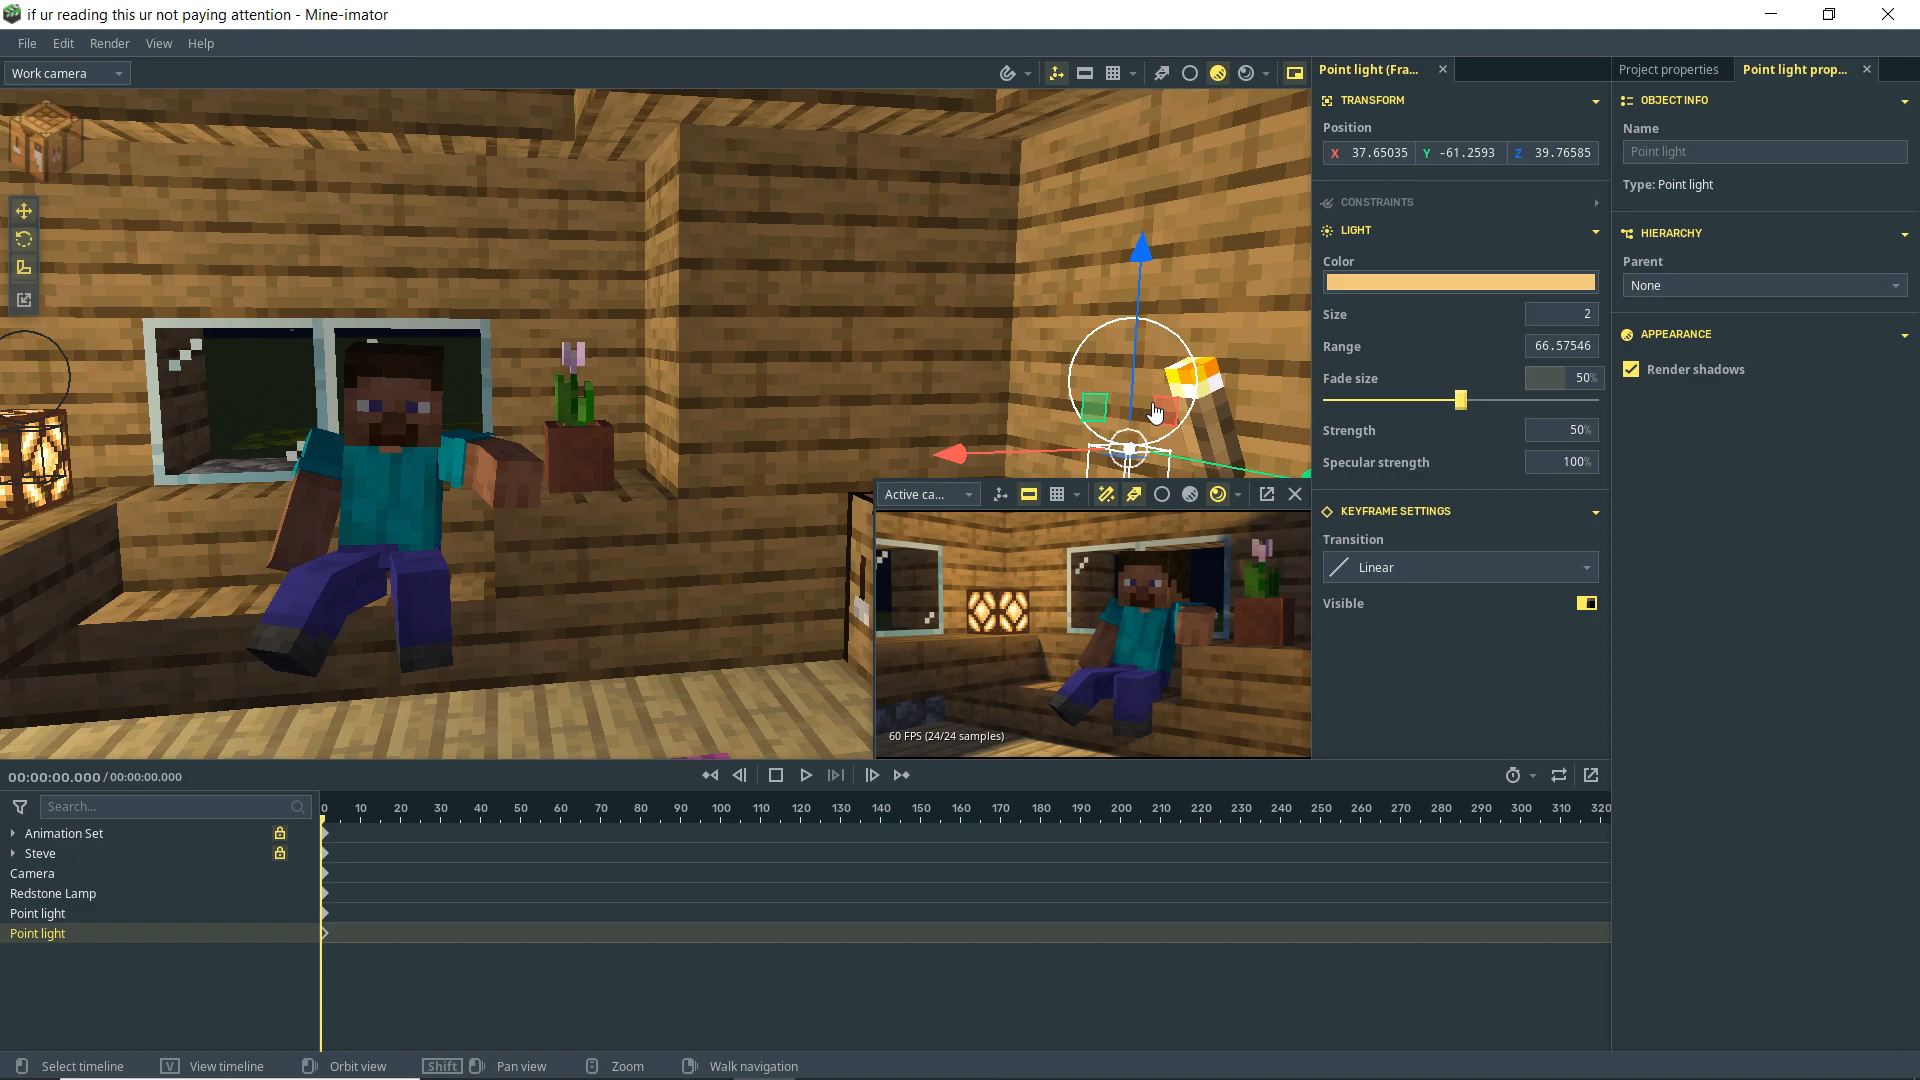 if ur reading this ur not paying attention - Mine-imator
File Edit Render View Help
Work camera
Point light (Fra...
Project properties
Point light prop...
TRANSFORM
Position
X 37.65035 Y -61.2593 Z 39.76585
CONSTRAINTS
LIGHT
Color
Size 2
Range 66.57546
Fade size 50%
Strength 50%
Specular strength 100%
KEYFRAME SETTINGS
Transition
Linear
Visible
OBJECT INFO
Name
Point light
Type: Point light
HIERARCHY
Parent
None
APPEARANCE
Render shadows
Active ca...
60 FPS (24/24 samples)
00:00:00.000 / 00:00:00.000
Search...
0 10 20 30 40 50 60 70 80 90 100 110 120 130 140 150 160 170 180 190 200 210 220 230 240 250 260 270 280 290 300 310 320
Animation Set
Steve
Camera
Redstone Lamp
Point light
Point light
Select timeline V View timeline Orbit view Shift Pan view Zoom Walk navigation